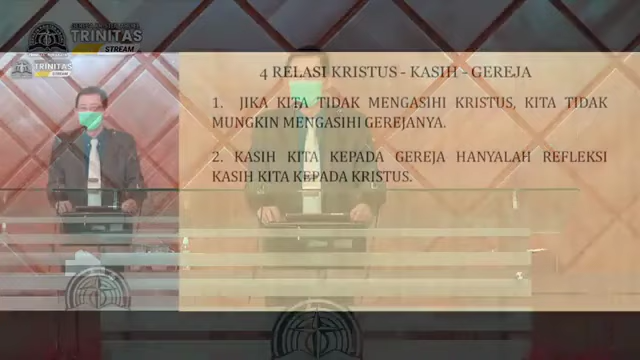 TRINITAS
STREAM
TRINITAS
STREAM
4 RELASI KRISTUS - KASIH - GEREJA
1. JIKA KITA TIDAK MENGASIHI KRISTUS, KITA TIDAK
MUNGKIN MENGASIHI GEREJANYA.
2. KASIH KITA KEPADA GEREJA HANYALAH REFLEKSI
KASIH KITA KEPADA KRISTUS.